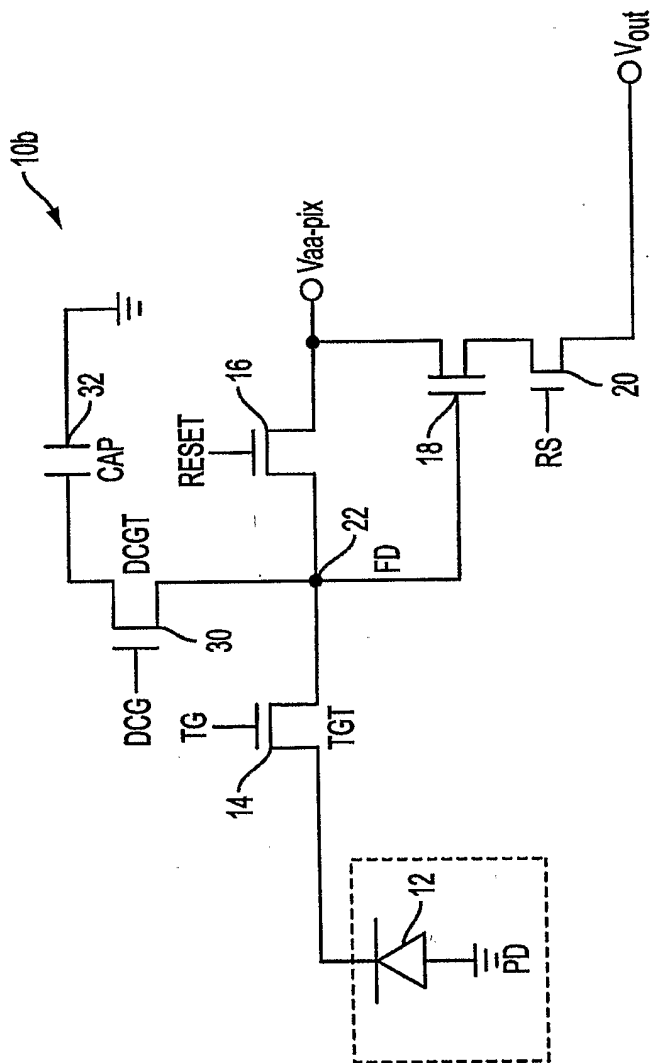 10b
32
CAP
DCGT
DCG
30
RESET
16
Vaa-pix
22
FD
TG
TGT
14
18
RS
20
Vout
12
PD